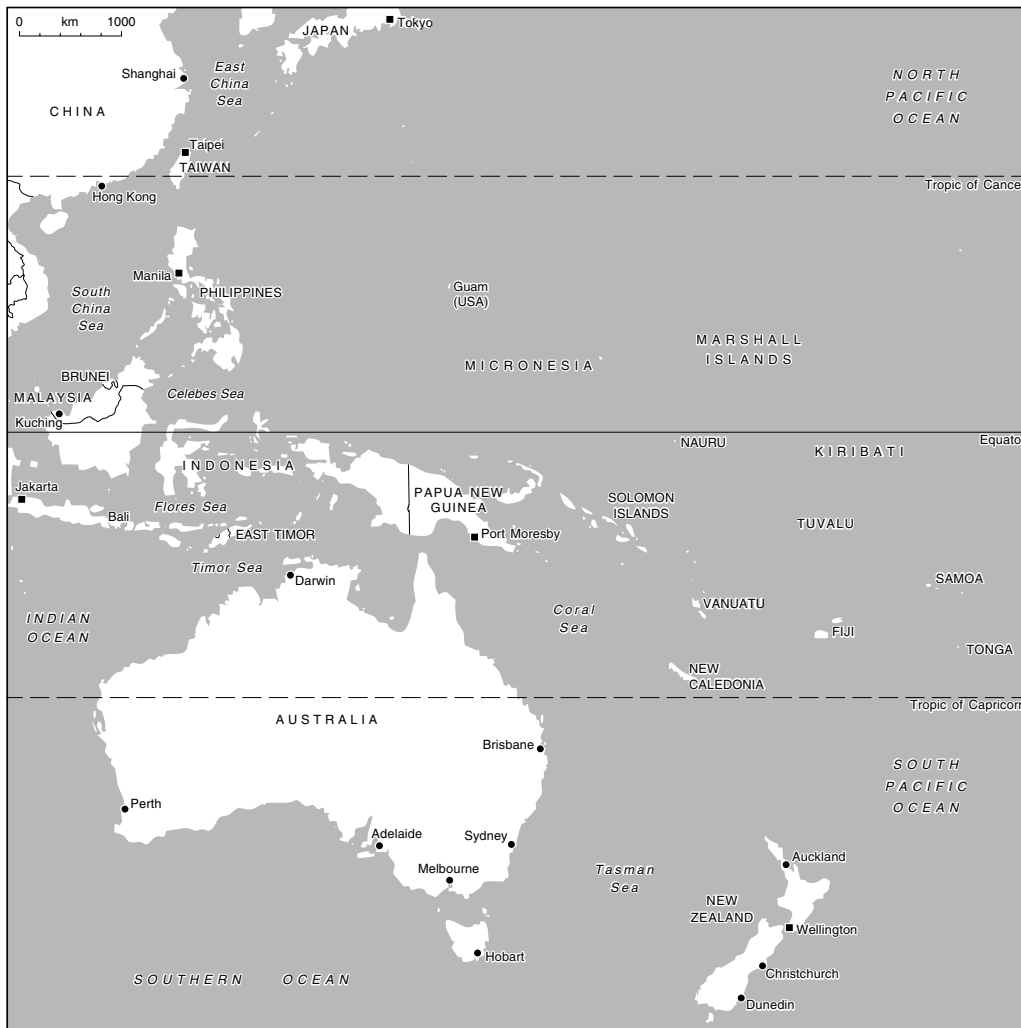 0 km 1000
JAPAN
Tokyo
Shanghai
East
China
Sea
NORTH
PACIFIC
OCEAN
CHINA
Taipei
TAIWAN
Tropic of Cance
Hong Kong
Manila
PHILIPPINES
South
China
Sea
Guam
(USA)
MICRONESIA
MARSHALL
ISLANDS
BRUNEI
MALAYSIA
Celebes Sea
Kuching
Equato
NAURU
KIRIBATI
INDONESIA
Jakarta
Bali
Flores Sea
PAPUA NEW
GUINEA
SOLOMON
ISLANDS
TUVALU
EAST TIMOR
Port Moresby
Timor Sea
Darwin
SAMOA
INDIAN
OCEAN
Coral
Sea
VANUATU
FIJI
TONGA
NEW
CALEDONIA
Tropic of Capricorn
AUSTRALIA
Brisbane
SOUTH
PACIFIC
OCEAN
Perth
Adelaide
Sydney
Melbourne
Tasman
Sea
Auckland
NEW
ZEALAND
Wellington
Hobart
Christchurch
Dunedin
SOUTHERN OCEAN